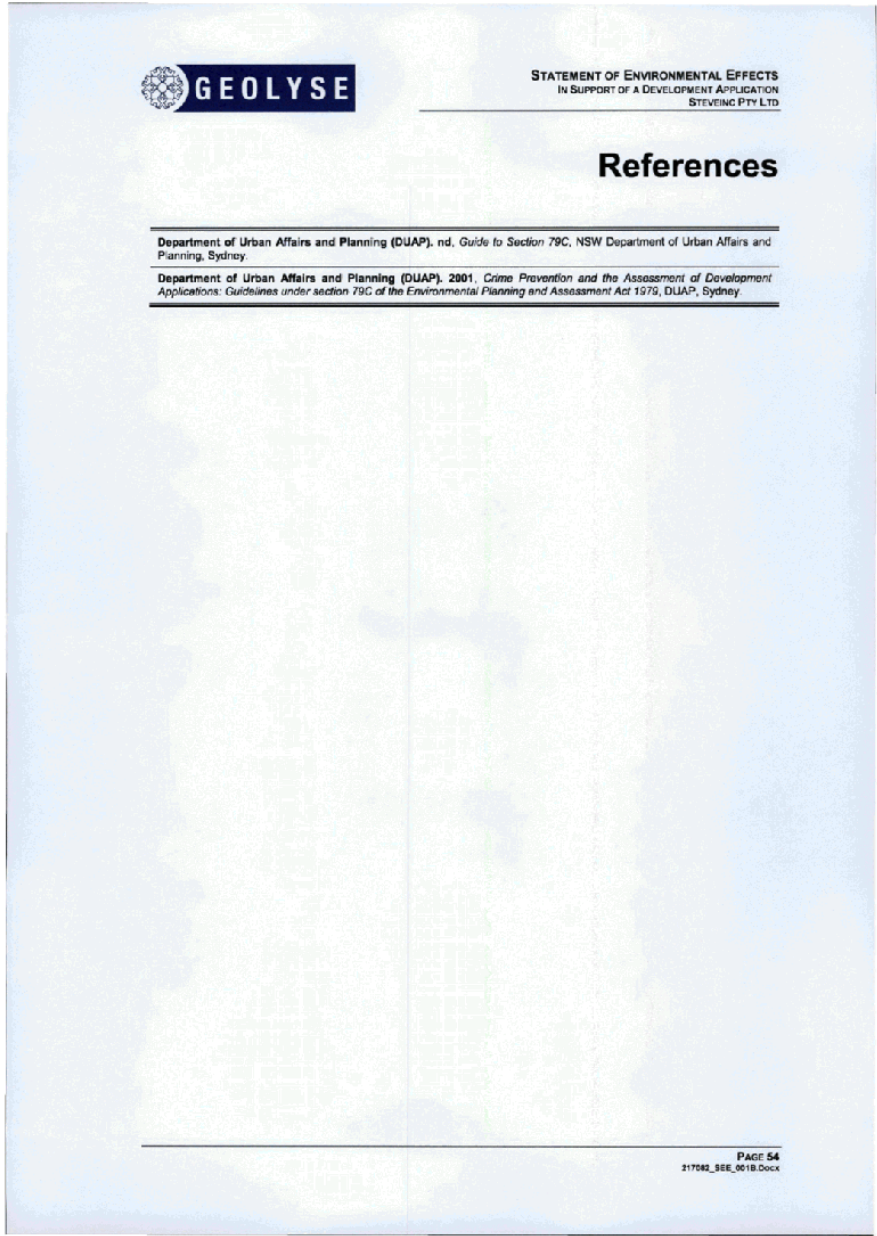 GEOLYSE
STATEMENT OF ENVIRONMENTAL EFFECTS
IN SUPPORT OF A DEVELOPMENT APPLICATION
STEVEINC PTY LTD
References
Department of Urban Affairs and Planning (DUAP). nd, Guide to Section 79C, NSW Department of Urban Affairs and
Planning, Sydney.
Department of Urban Affairs and Planning (DUAP). 2001, Crime Prevention and the Assessment of Development
Applications: Guidelines under section 79C of the Environmental Planning and Assessment Act 1979, DUAP, Sydney.
PAGE 54
217082_SEE_001B.Docx